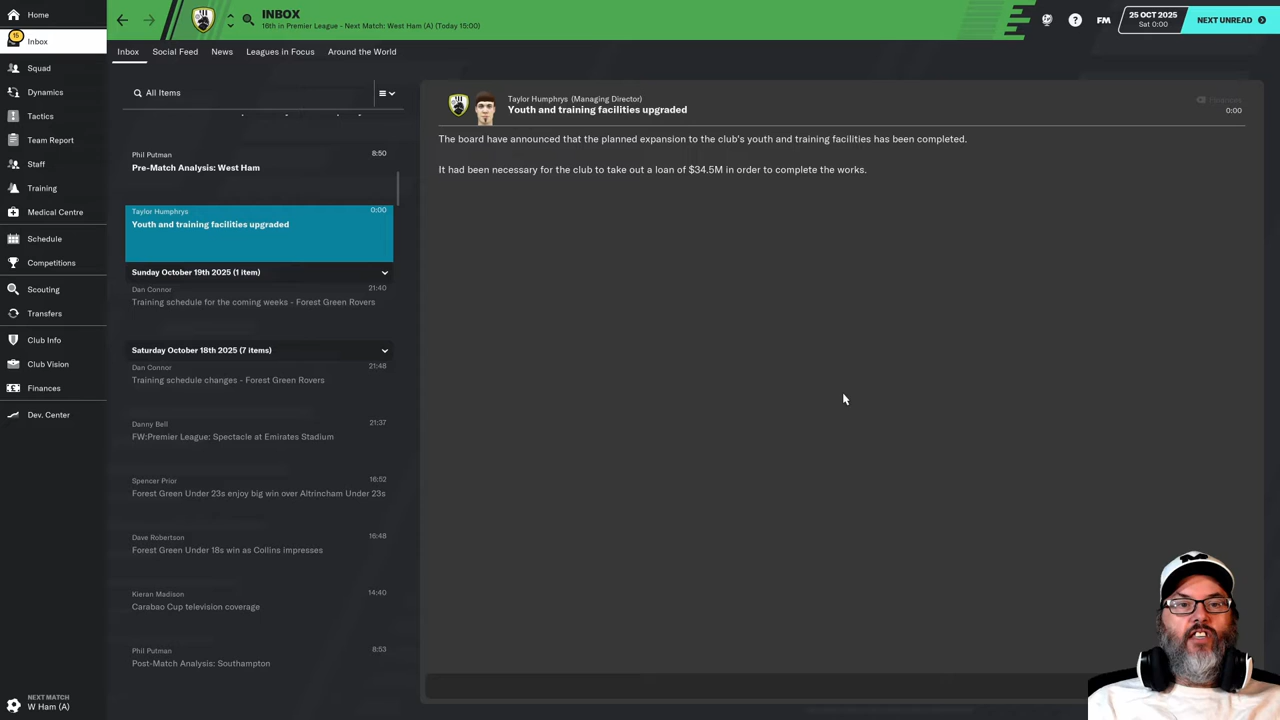 Home
15
Inbox
Squad
Dynamics
Tactics
Team Report
Staff
Training
Medical Centre
Schedule
Competitions
Scouting
Transfers
Club Info
Club Vision
Finances
Dev. Center
NEXT MATCH
W Ham (A)
INBOX
16th in Premier League - Next Match: West Ham (A) (Today 15:00)
?
FM
25 OCT 2025
Sat 0:00
NEXT UNREAD
Inbox Social Feed News Leagues in Focus Around the World
All Items
Phil Putman 8:50
Pre-Match Analysis: West Ham
Taylor Humphrys 0:00
Youth and training facilities upgraded
Sunday October 19th 2025 (1 item)
Dan Connor 21:40
Training schedule for the coming weeks - Forest Green Rovers
Saturday October 18th 2025 (7 items)
Dan Connor 21:48
Training schedule changes - Forest Green Rovers
Danny Bell 21:37
FW:Premier League: Spectacle at Emirates Stadium
Spencer Prior 16:52
Forest Green Under 23s enjoy big win over Altrincham Under 23s
Dave Robertson 16:48
Forest Green Under 18s win as Collins impresses
Kieran Madison 14:40
Carabao Cup television coverage
Phil Putman 8:53
Post-Match Analysis: Southampton
Taylor Humphrys (Managing Director)
Youth and training facilities upgraded
Finances
0:00
The board have announced that the planned expansion to the club's youth and training facilities has been completed.
It had been necessary for the club to take out a loan of $34.5M in order to complete the works.